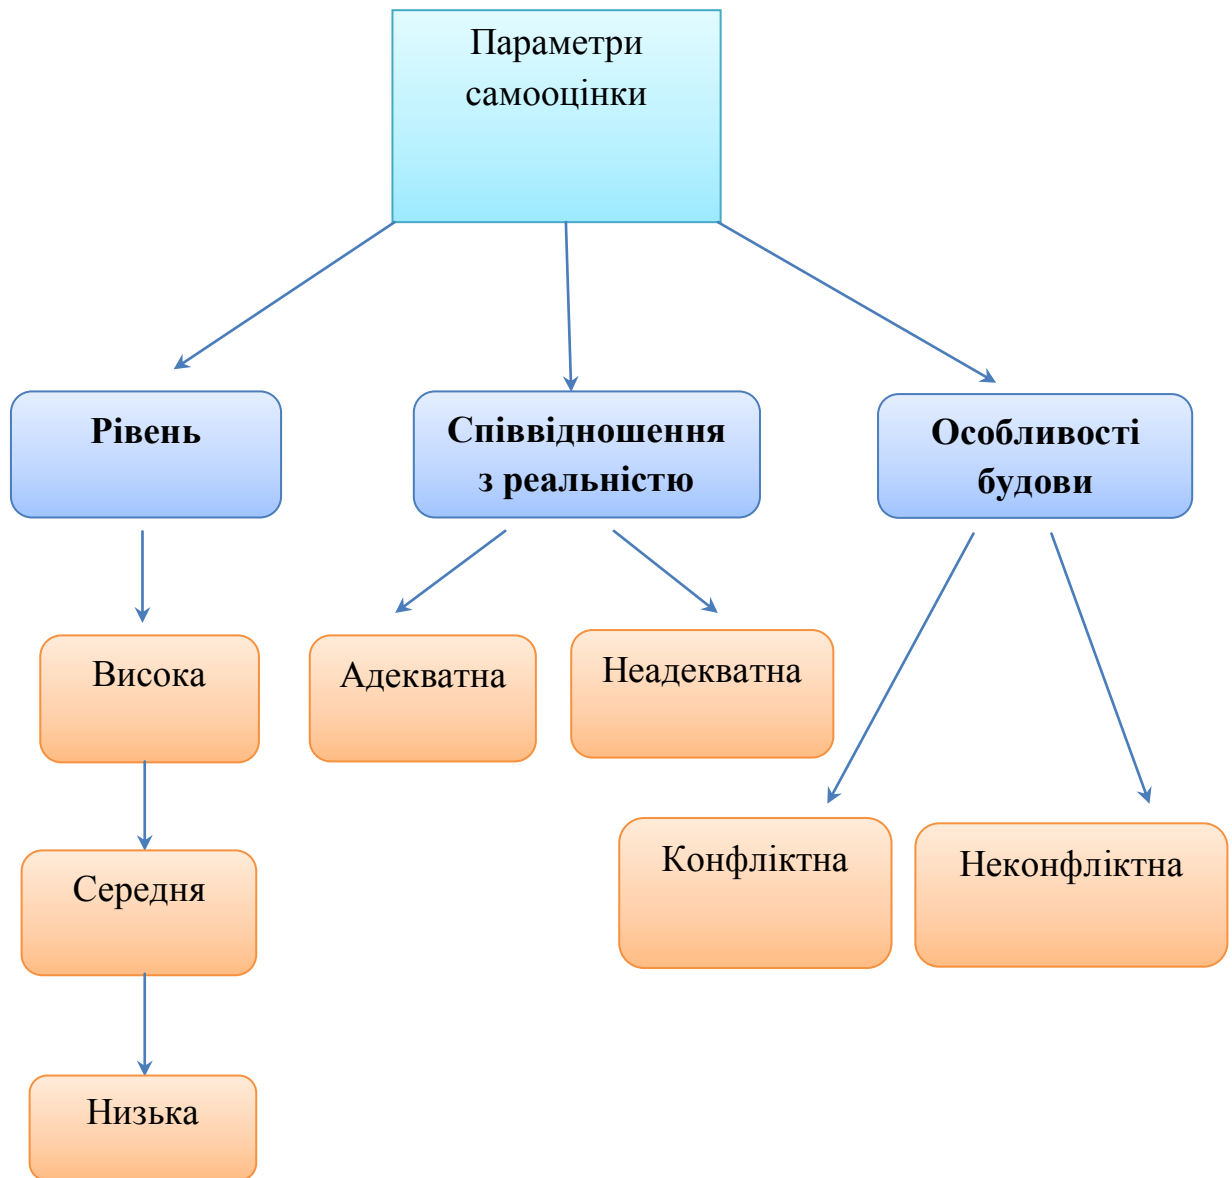 Параметри
самооцінки
Рівень
Співвідношення
з реальністю
Особливості
будови
Висока
Адекватна
Неадекватна
Середня
Конфліктна
Неконфліктна
Низька